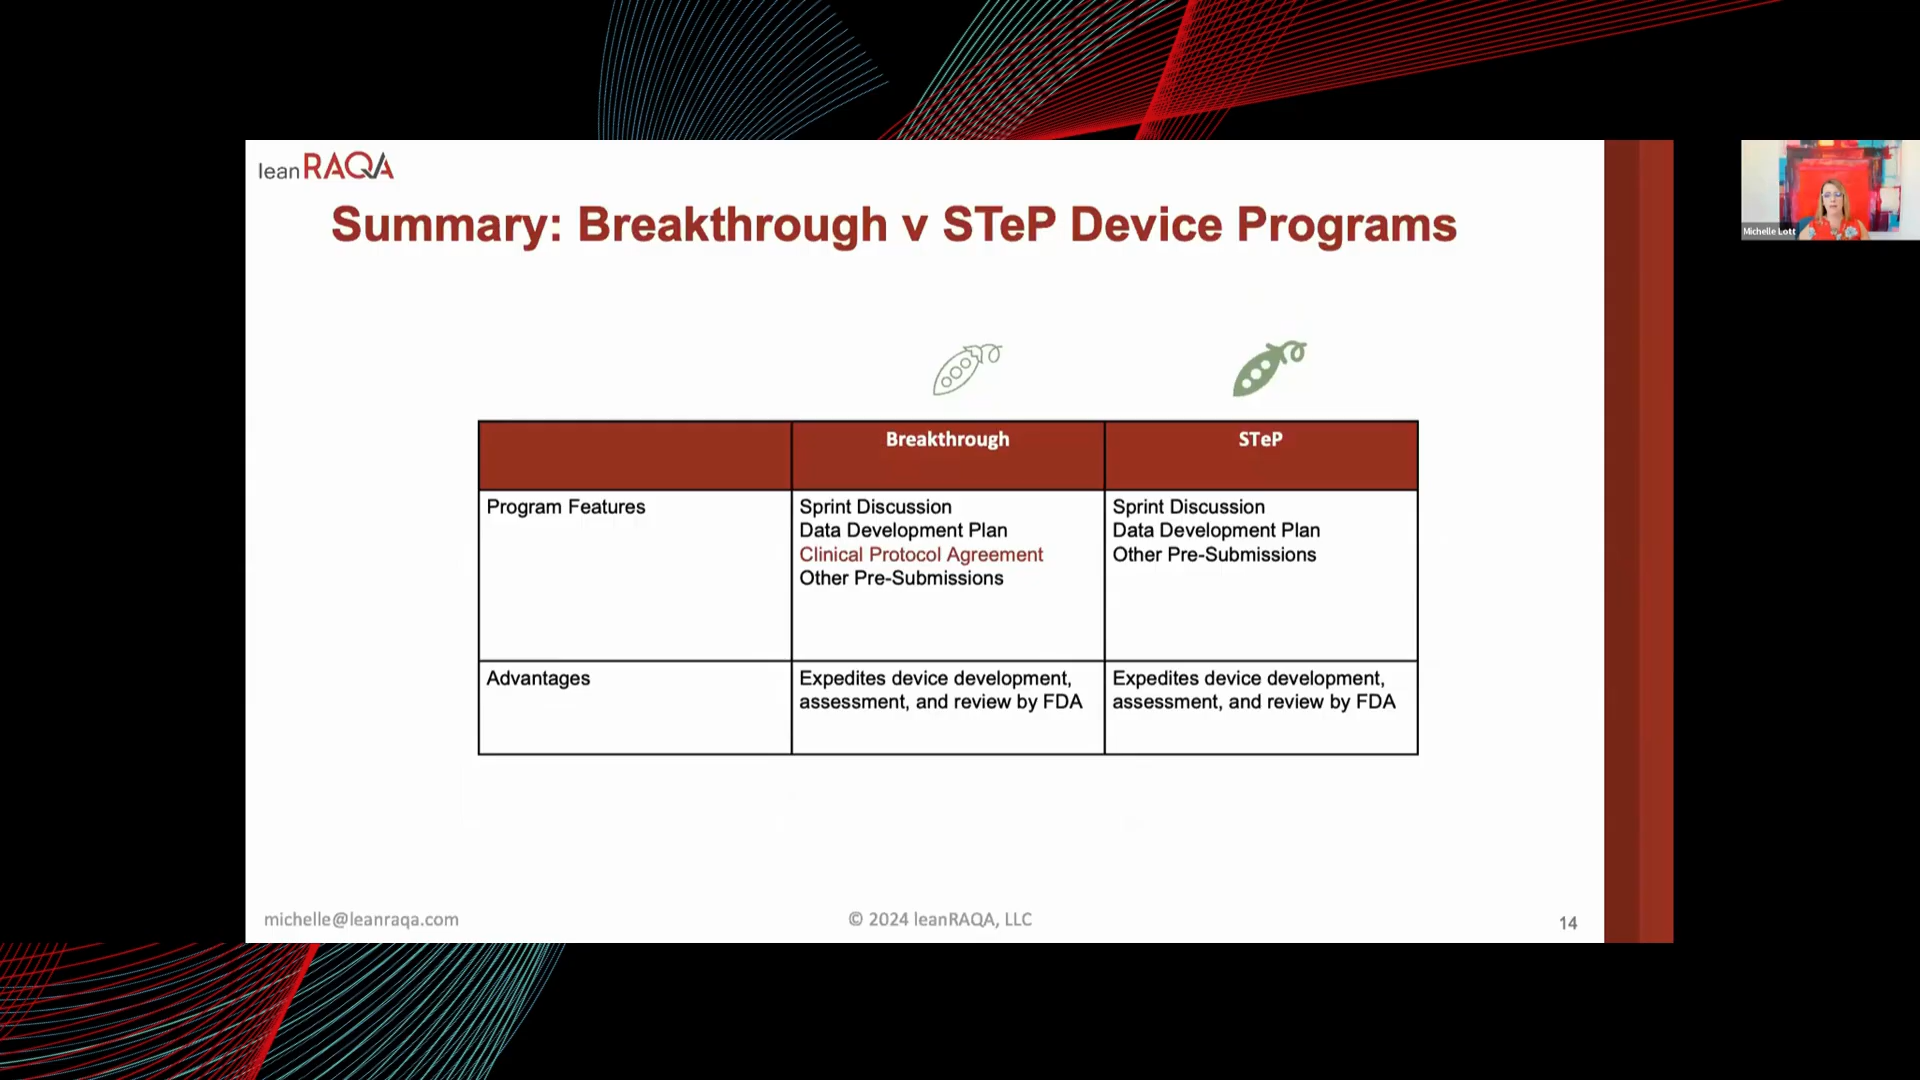 lean RAQA
Summary: Breakthrough v STeP Device Programs
Michelle Lott
Breakthrough
STeP
Program Features
Sprint Discussion
Data Development Plan
Clinical Protocol Agreement
Other Pre-Submissions
Sprint Discussion
Data Development Plan
Other Pre-Submissions
Advantages
Expedites device development,
assessment, and review by FDA
Expedites device development,
assessment, and review by FDA
michelle@leanraqa.com
© 2024 leanRAQA, LLC
14